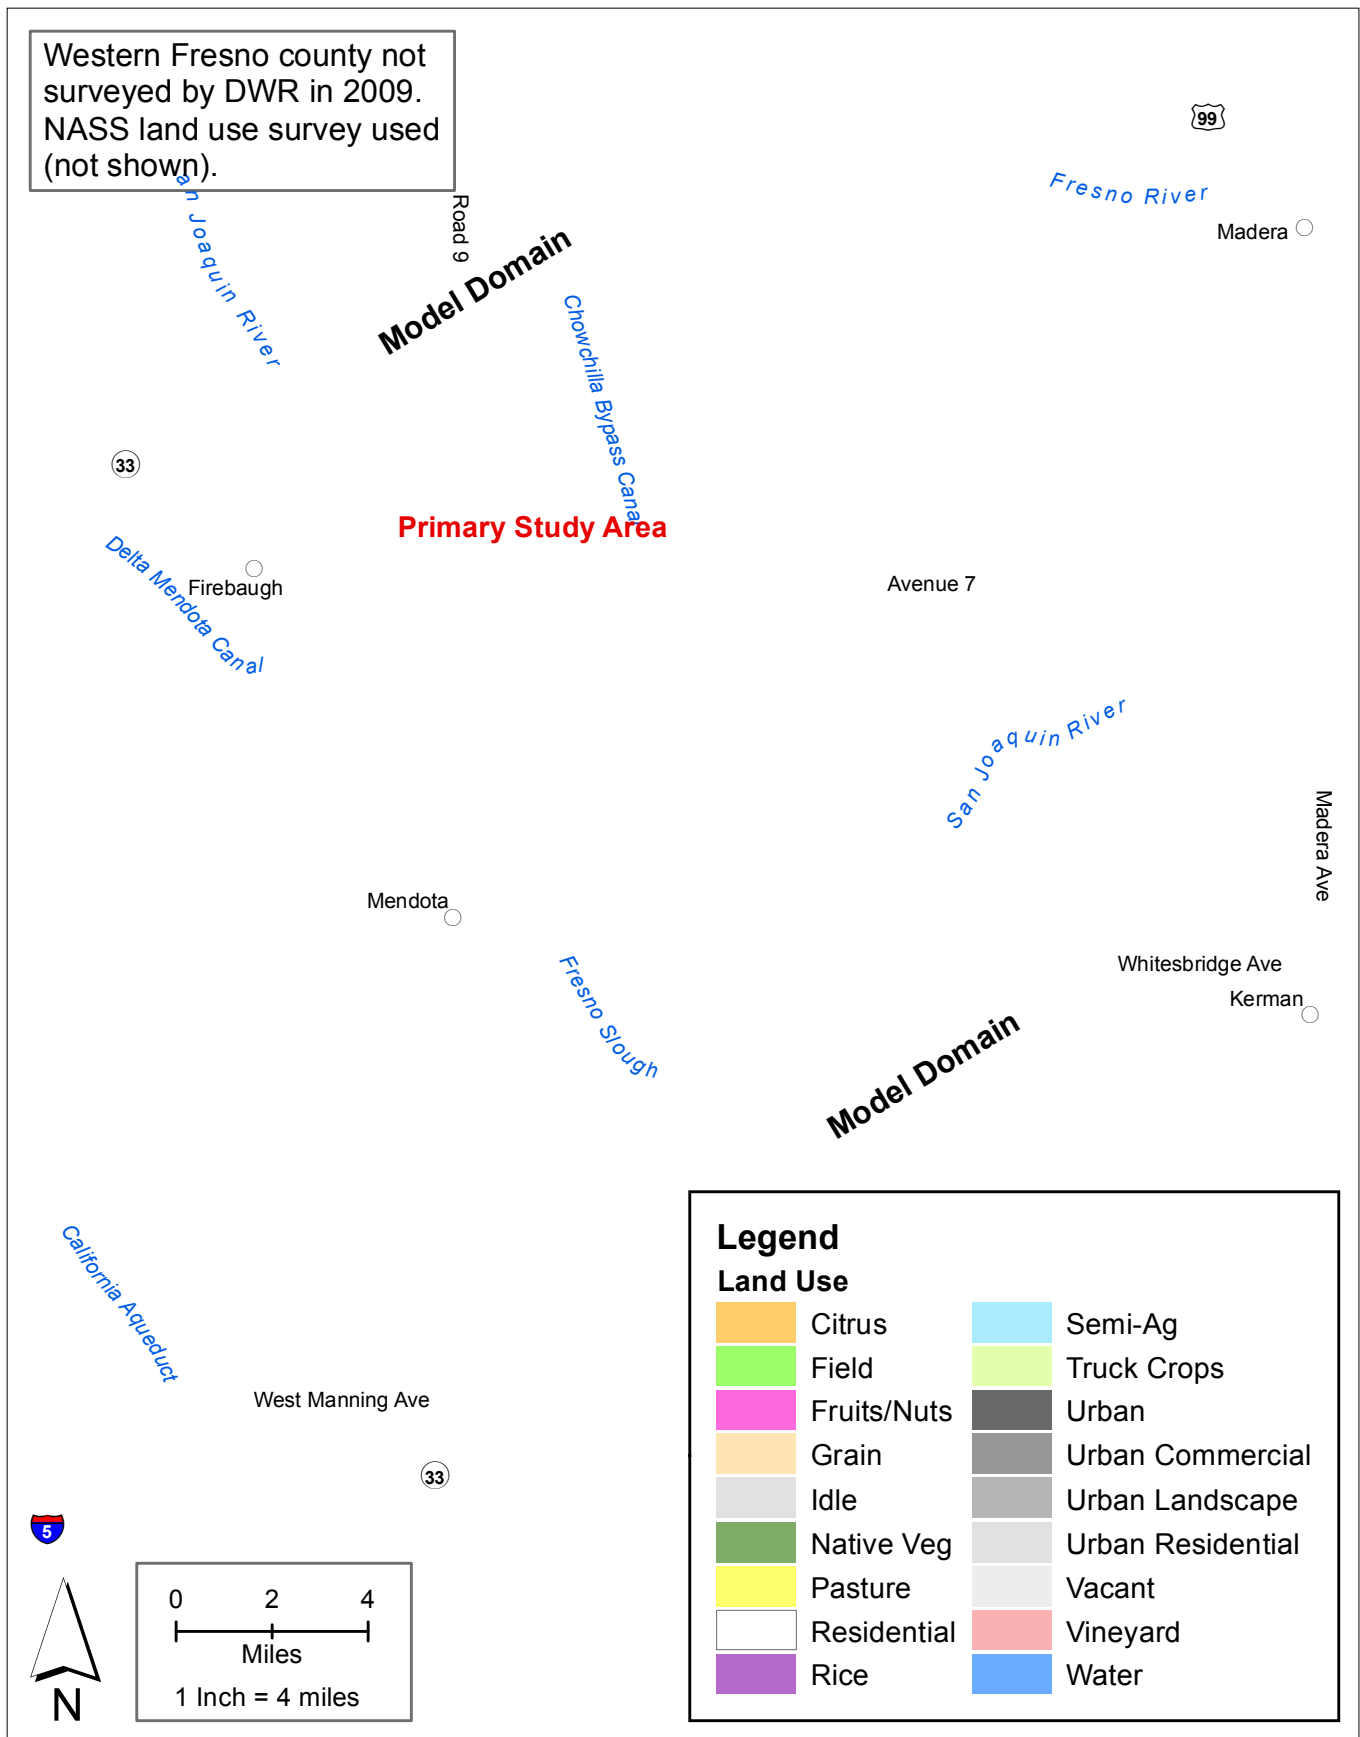 Western Fresno county not
surveyed by DWR in 2009.
NASS land use survey used
(not shown).
99
Fresno River
Madera
an Joaquin River
Road 9
Model Domain
Chowchilla Bypass Canal
33
Primary Study Area
Delta Mendota Canal
Firebaugh
Avenue 7
San Joaquin River
Madera Ave
Mendota
Fresno Slough
Whitesbridge Ave
Kerman
Model Domain
California Aqueduct
West Manning Ave
33
5
N
0 2 4
Miles
1 Inch = 4 miles
Legend
Land Use
Citrus
Field
Fruits/Nuts
Grain
Idle
Native Veg
Pasture
Residential
Rice
Semi-Ag
Truck Crops
Urban
Urban Commercial
Urban Landscape
Urban Residential
Vacant
Vineyard
Water